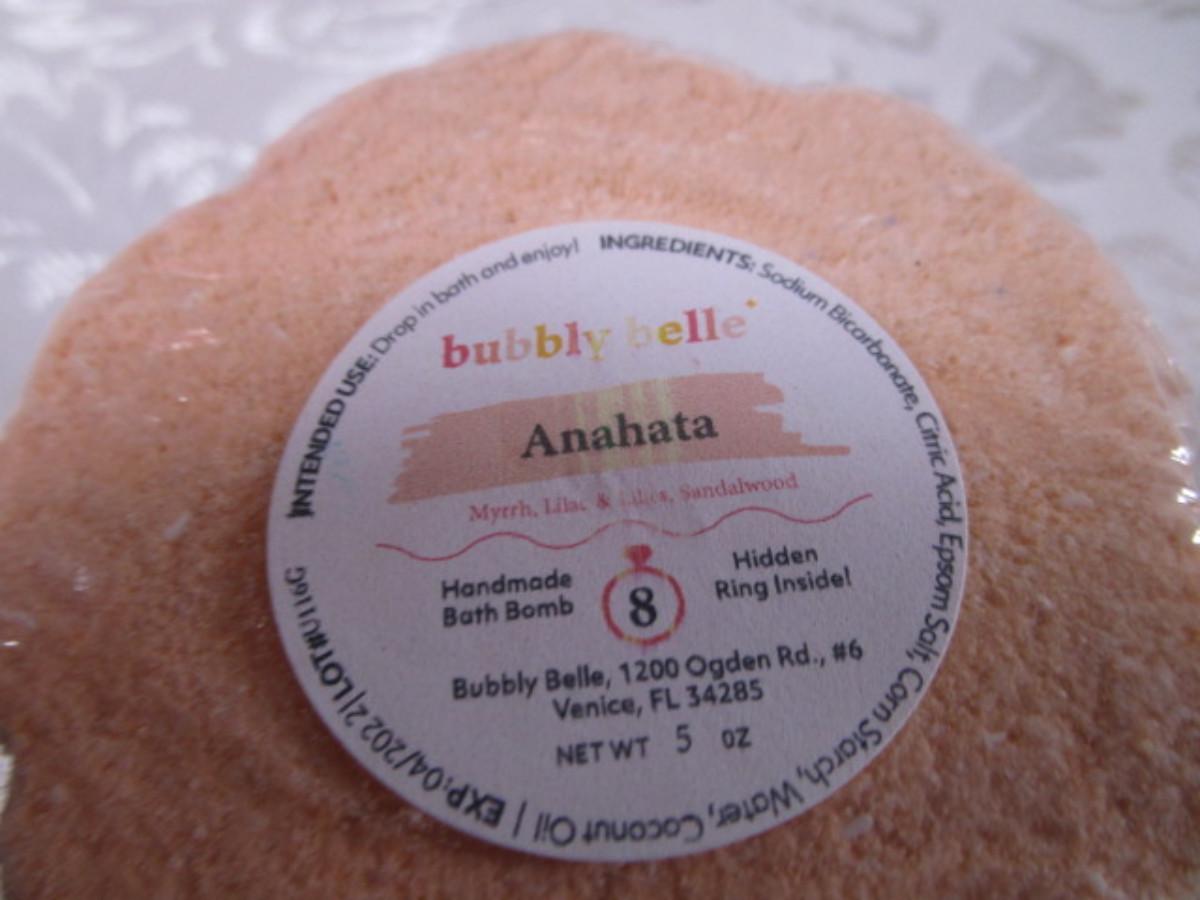 INTENDED USE: Drop in bath and enjoy! INGREDIENTS: Sodium Bicarbonate, Citric Acid, Epsom Salt, Corn Starch, Water, Coconut Oil | EXP:04/2022 | LOT#U116G
bubbly belle
Anahata
Myrrh, Lilac & Lilies, Sandalwood
Handmade
Bath Bomb
8
Hidden
Ring Inside!
Bubbly Belle, 1200 Ogden Rd., #6
Venice, FL 34285
NET WT 5 OZ